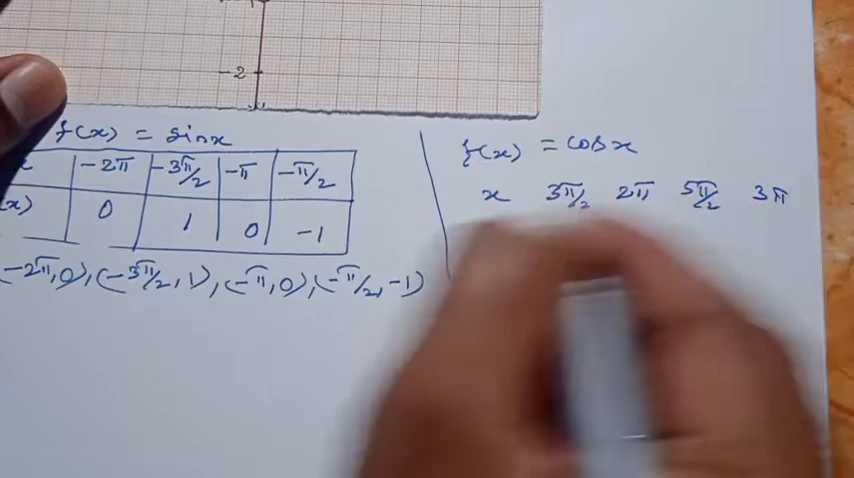 -2
f(x) = sinx
-2π -3π/2 -π -π/2
0 1 0 -1
(-2π,0), (-3π/2, 1), (-π,0), (-π/2, -1)
f(x) = cosx
x 3π/2 2π 5π/2 3π